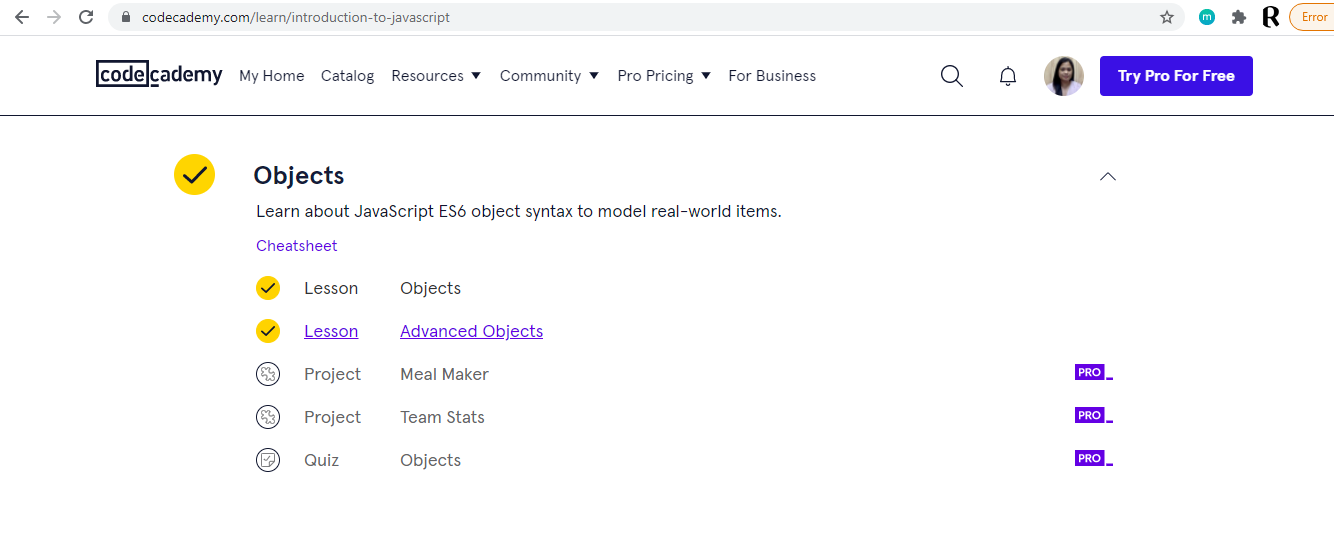 codecademy.com/learn/introduction-to-javascript m R Error
codecademy My Home Catalog Resources Community Pro Pricing For Business Try Pro For Free
Objects
Learn about JavaScript ES6 object syntax to model real-world items.
Cheatsheet
Lesson Objects
Lesson Advanced Objects
Project Meal Maker PRO
Project Team Stats PRO
Quiz Objects PRO